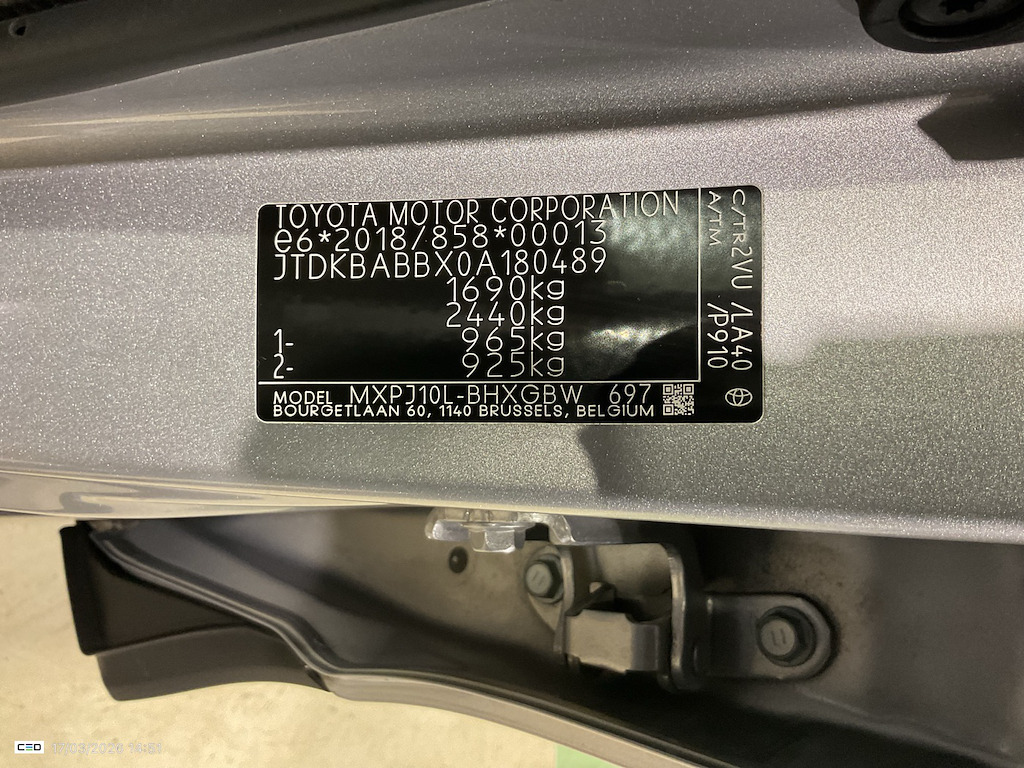 TOYOTA MOTOR CORPORATION
e6*2018/858*00013
JTDKBABBX0A180489
1690kg
2440kg
1- 965kg
2- 925kg
MODEL MXPJ10L-BHXGBW 697
BOURGETLAAN 60, 1140 BRUSSELS, BELGIUM
C/TR2VU /LA40
A/TM /P910
CEO